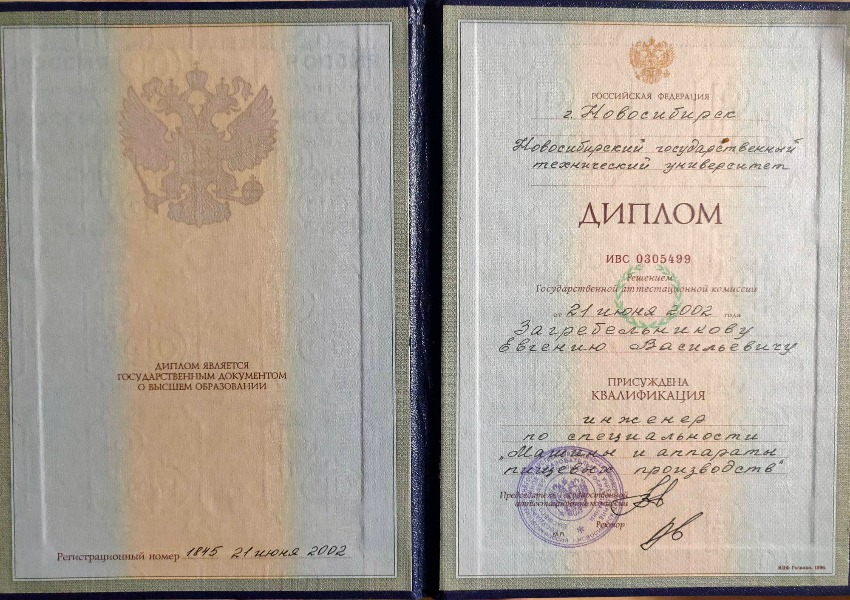 ДИПЛОМ ЯВЛЯЕТСЯ
ГОСУДАРСТВЕННЫМ ДОКУМЕНТОМ
О ВЫСШЕМ ОБРАЗОВАНИИ
Регистрационный номер 1845 21 июня 2002
РОССИЙСКАЯ ФЕДЕРАЦИЯ
г. Новосибирск
Новосибирский государственный
технический университет
ДИПЛОМ
ИВС 0305499
Решением
Государственной аттестационной комиссии
от 21 июня 2002 года
Загребельникову
Евгению Васильевичу
ПРИСУЖДЕНА
КВАЛИФИКАЦИЯ
инженер
по специальности
„Машины и аппараты
пищевых производств"
Председатель Государственной
аттестационной комиссии
Ректор